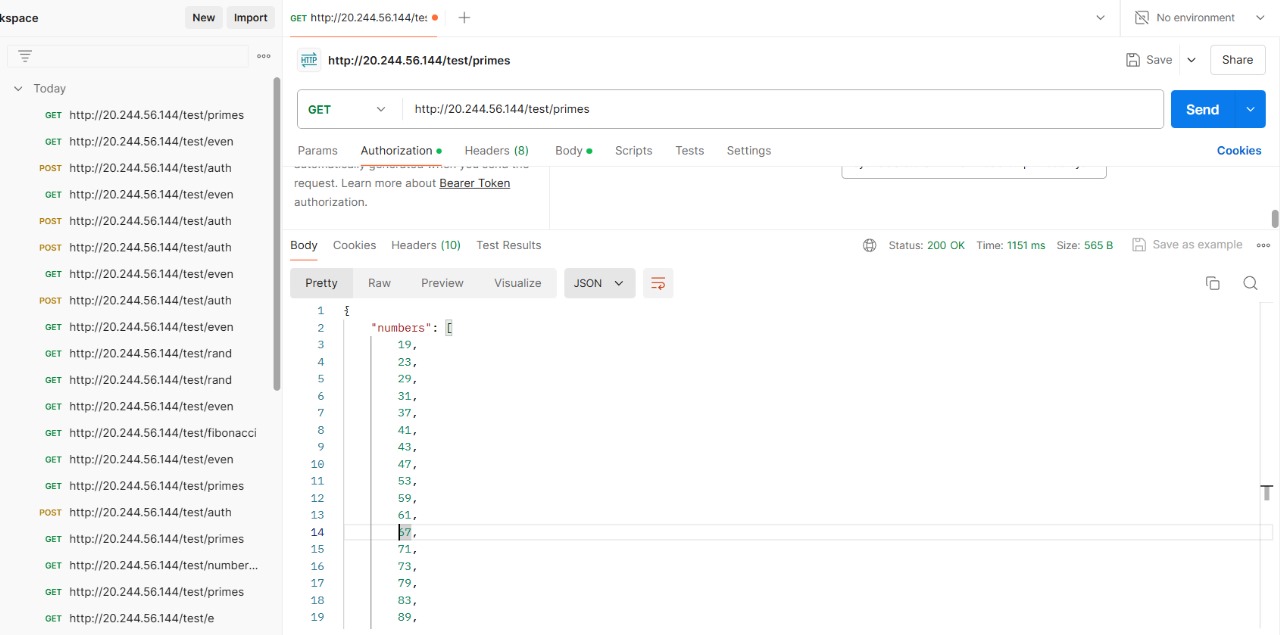 kspace New Import GET http://20.244.56.144/te: No environment
http://20.244.56.144/test/primes Save Share
Today
GET http://20.244.56.144/test/primes
GET http://20.244.56.144/test/even
POST http://20.244.56.144/test/auth
GET http://20.244.56.144/test/even
POST http://20.244.56.144/test/auth
POST http://20.244.56.144/test/auth
GET http://20.244.56.144/test/even
POST http://20.244.56.144/test/auth
GET http://20.244.56.144/test/even
GET http://20.244.56.144/test/rand
GET http://20.244.56.144/test/rand
GET http://20.244.56.144/test/even
GET http://20.244.56.144/test/fibonacci
GET http://20.244.56.144/test/even
GET http://20.244.56.144/test/primes
POST http://20.244.56.144/test/auth
GET http://20.244.56.144/test/primes
GET http://20.244.56.144/test/number...
GET http://20.244.56.144/test/primes
GET http://20.244.56.144/test/e
HTTP
GET http://20.244.56.144/test/primes Send
Params Authorization Headers (8) Body Scripts Tests Settings Cookies
automatically generated when you send the
request. Learn more about Bearer Token
authorization.
Body Cookies Headers (10) Test Results Status: 200 OK Time: 1151 ms Size: 565 B Save as example
Pretty Raw Preview Visualize JSON
1 {
2 "numbers": [
3 19,
4 23,
5 29,
6 31,
7 37,
8 41,
9 43,
10 47,
11 53,
12 59,
13 61,
14 67,
15 71,
16 73,
17 79,
18 83,
19 89,